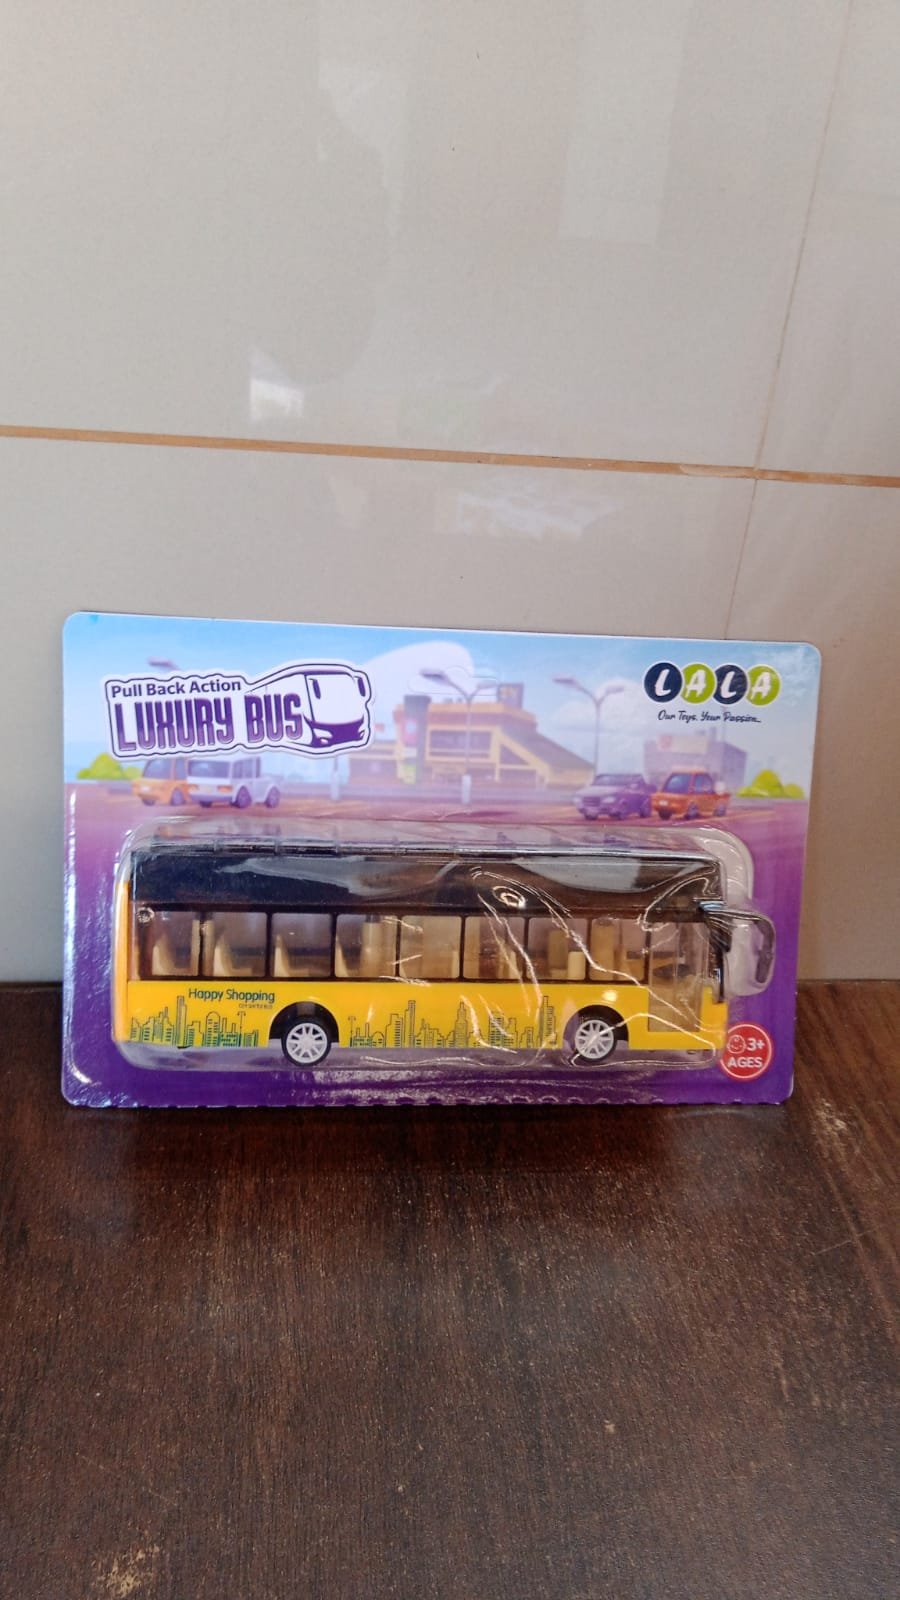 Pull Back Action
LUXURY BUS
LALA
Our Toys. Your Passion..
Happy Shopping
3+
AGES